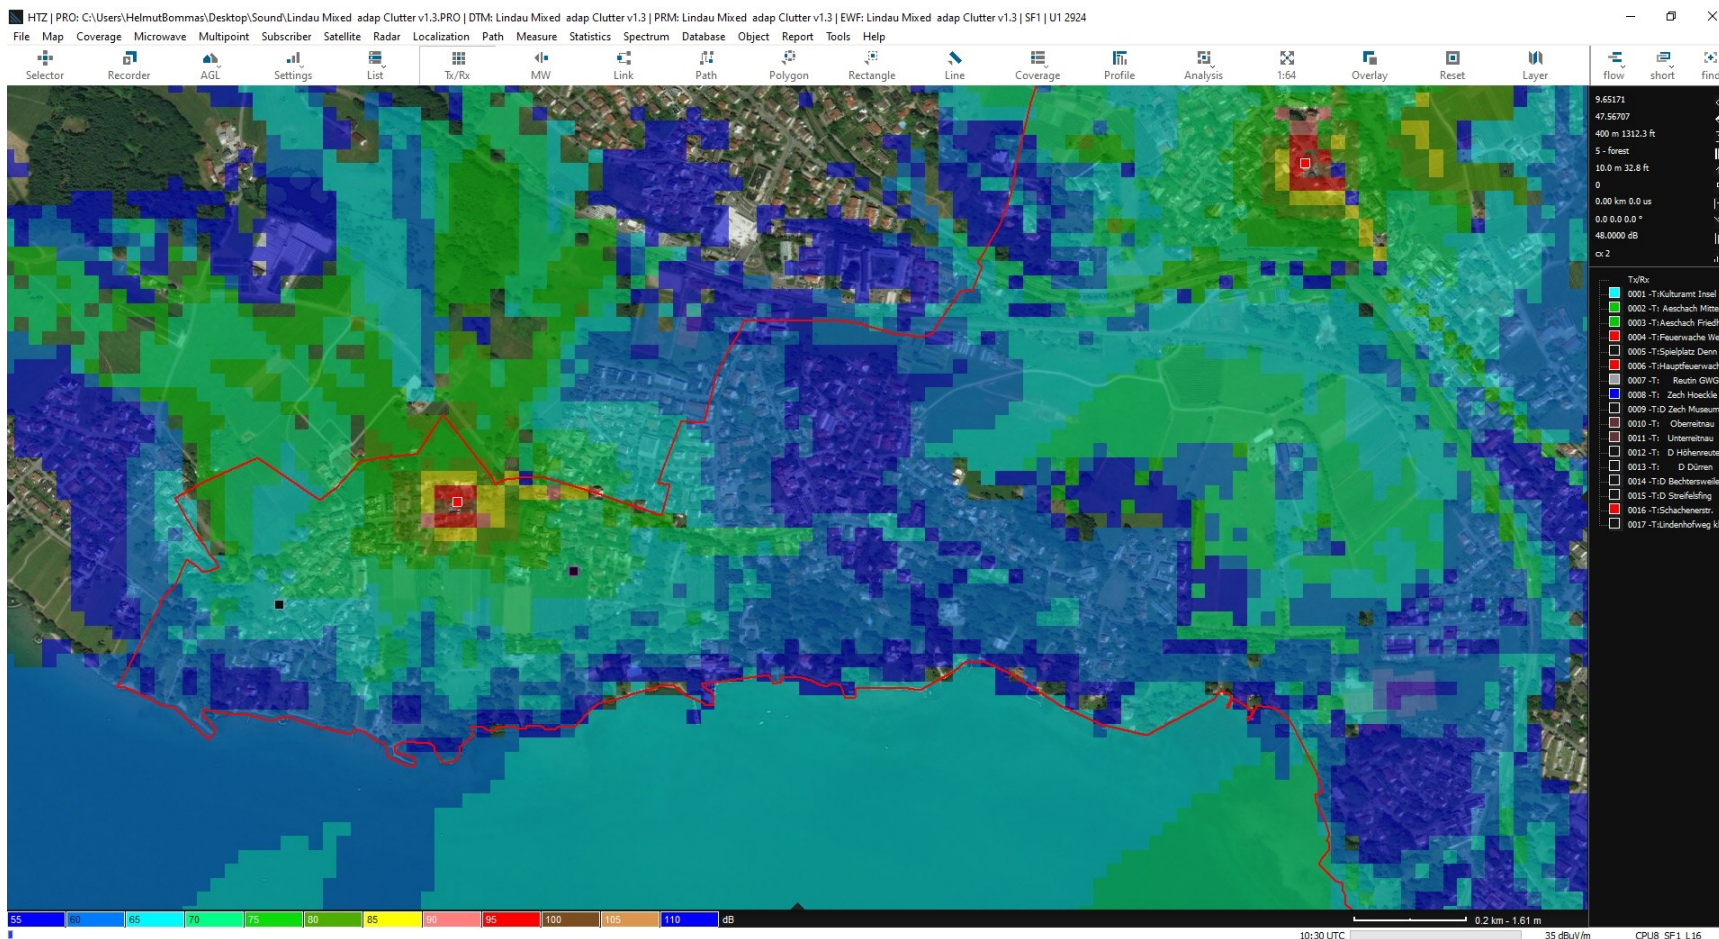 HTZ | PRO: C:\Users\HelmutBommas\Desktop\Sound\Lindau Mixed adap Clutter v1.3.PRO | DTM: Lindau Mixed adap Clutter v1.3 | PRM: Lindau Mixed adap Clutter v1.3 | EWF: Lindau Mixed adap Clutter v1.3 | SF1 | U1 2924
File Map Coverage Microwave Multipoint Subscriber Satellite Radar Localization Path Measure Statistics Spectrum Database Object Report Tools Help
Selector Recorder AGL Settings List Tx/Rx MW Link Path Polygon Rectangle Line Coverage Profile Analysis 1:64 Overlay Reset Layer flow short find
9.65171
47.56707
400 m 1312.3 ft
5 - forest
10.0 m 32.8 ft
0
0.00 km 0.0 us
0.0 0.0 0.0 °
48.0000 dB
cx 2
Tx/Rx
0001 -T:Kulturamt Insel
0002 -T: Aeschach Mitte
0003 -T:Aeschach Friedh
0004 -T:Feuerwache We
0005 -T:Spielplatz Denn
0006 -T:Hauptfeuerwach
0007 -T: Reutin GWG
0008 -T: Zech Hoeckle
0009 -T:D Zech Museum
0010 -T: Oberreitnau
0011 -T: Unterreitnau
0012 -T: D Höhenreute
0013 -T: D Dürren
0014 -T:D Bechtersweile
0015 -T:D Streifelsfing
0016 -T:Schachenerstr.
0017 -T:Lindenhofweg k
55 60 65 70 75 80 85 90 95 100 105 110 dB
0.2 km - 1.61 m
10:30 UTC 35 dBuV/m CPU8 SF1 L16